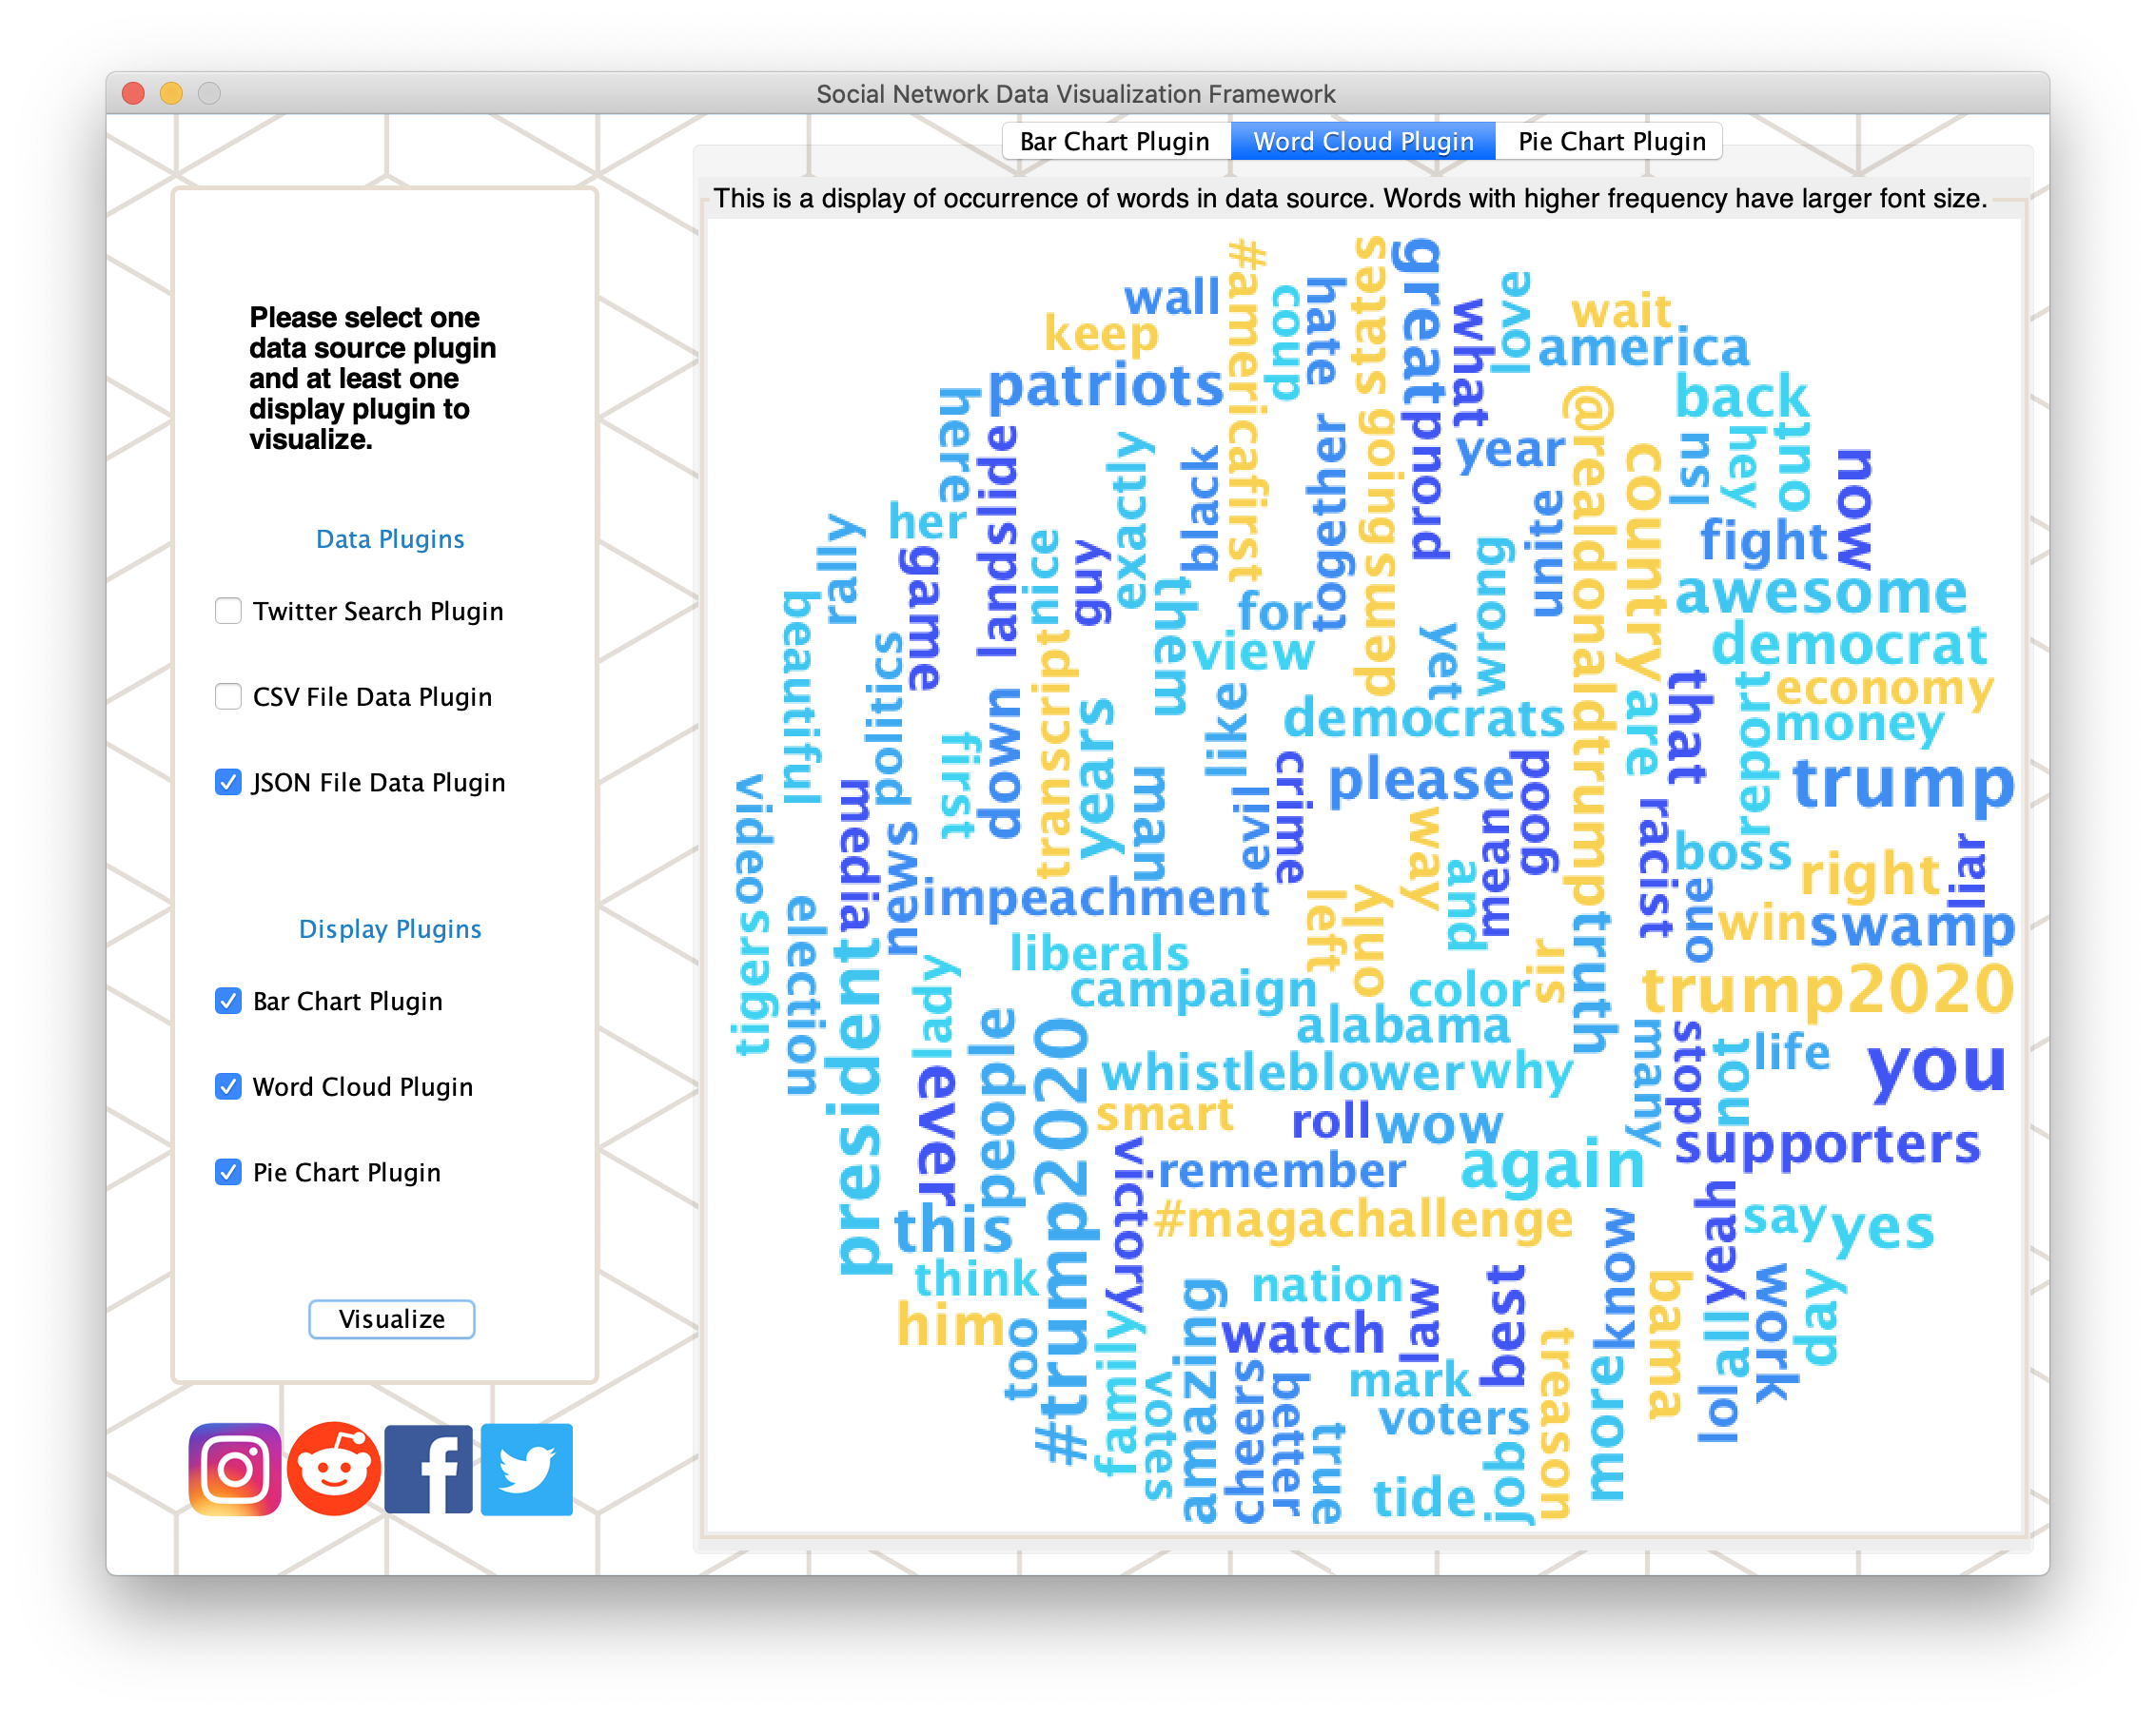 Social Network Data Visualization Framework
Bar Chart Plugin
Word Cloud Plugin
Pie Chart Plugin
This is a display of occurrence of words in data source. Words with higher frequency have larger font size.
Please select one
data source plugin
and at least one
display plugin to
visualize.
Data Plugins
Twitter Search Plugin
CSV File Data Plugin
JSON File Data Plugin
Display Plugins
Bar Chart Plugin
Word Cloud Plugin
Pie Chart Plugin
Visualize
wall
keep
patriots
#americafirst
hate
states
great
what
love
wait
america
back
here
landslide
exactly
black
together
going
proud
year
@realdonaldtrump
country
lsu
hey
out
now
her
rally
game
nice
guy
them
for
view
dems
yet
wrong
unite
fight
awesome
democrat
economy
beautiful
politics
first
down
transcript
years
man
like
democrats
are
that
report
money
trump
video
media
news
evil
crime
please
good
mean
way
and
racist
boss
one
right
liar
impeachment
left
only
win
swamp
tigers
election
president
lady
liberals
campaign
color
sir
truth
trump2020
alabama
people
ever
#trump2020
whistleblower
why
many
stop
not
life
you
smart
roll
wow
supporters
victory
remember
again
this
#magachallenge
know
yeah
say
yes
think
nation
him
too
family
votes
amazing
watch
law
best
bama
all
work
day
lol
cheers
better
true
mark
voters
treason
more
tide
job